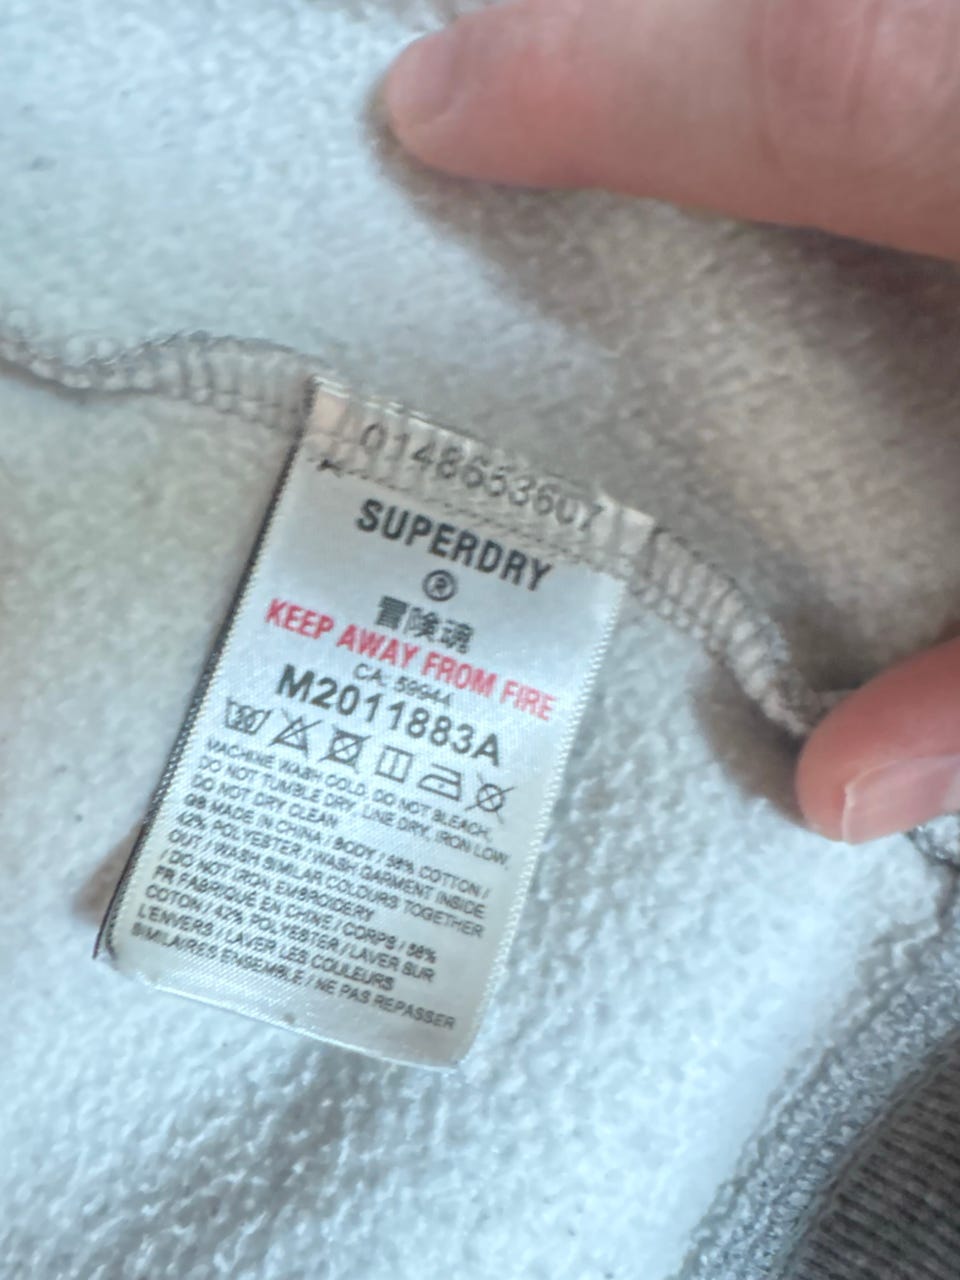 0148653607
SUPERDRY
®
冒険魂
KEEP AWAY FROM FIRE
CA: 59944
M2011883A
30
MACHINE WASH COLD. DO NOT BLEACH.
DO NOT TUMBLE DRY. LINE DRY. IRON LOW.
DO NOT DRY CLEAN.
GB MADE IN CHINA / BODY / 58% COTTON /
42% POLYESTER / WASH GARMENT INSIDE
OUT / WASH SIMILAR COLOURS TOGETHER
/ DO NOT IRON EMBROIDERY
FR FABRIQUÉ EN CHINE / CORPS / 58%
COTON / 42% POLYESTER / LAVER SUR
L'ENVERS / LAVER LES COULEURS
SIMILAIRES ENSEMBLE / NE PAS REPASSER